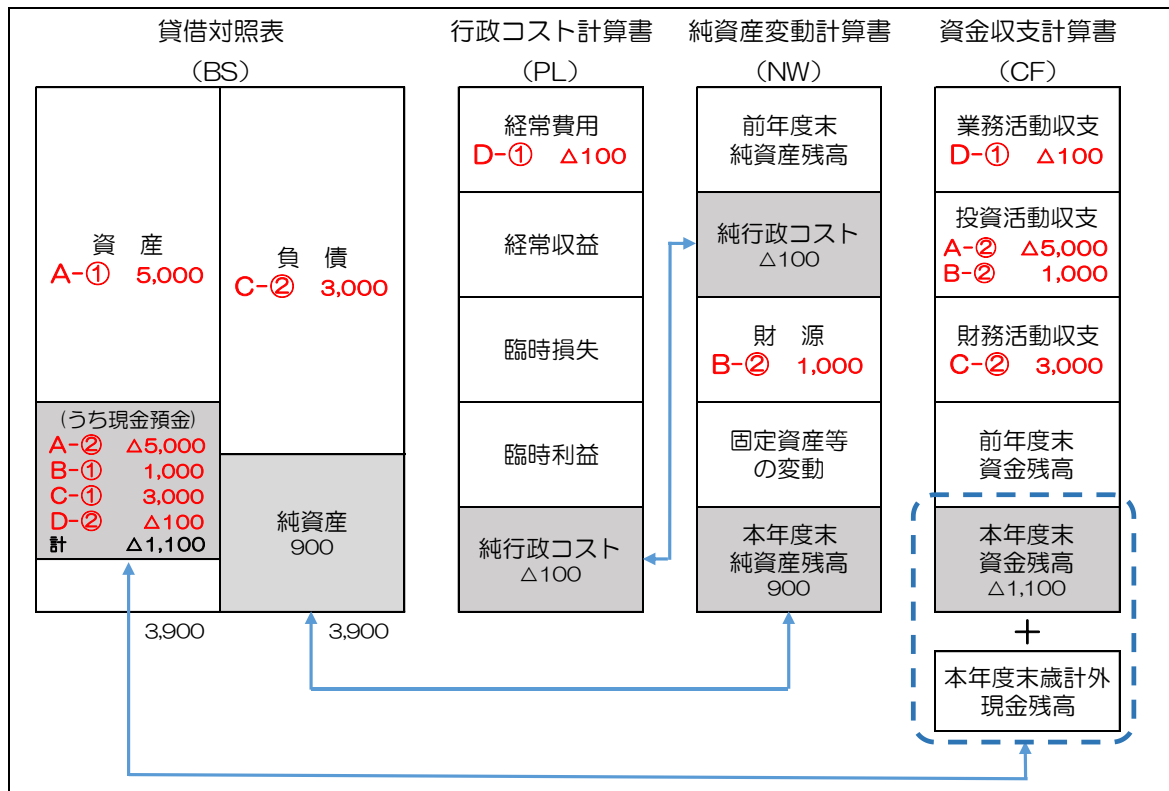 貸借対照表
（BS）
行政コスト計算書
（PL）
純資産変動計算書
（NW）
資金収支計算書
（CF）
資　産
A-① 5,000
(うち現金預金)
A-② △5,000
B-① 1,000
C-① 3,000
D-② △100
計 △1,100
3,900
負　債
C-② 3,000
純資産
900
3,900
経常費用
D-① △100
経常収益
臨時損失
臨時利益
純行政コスト
△100
前年度末
純資産残高
純行政コスト
△100
財　源
B-② 1,000
固定資産等
の変動
本年度末
純資産残高
900
業務活動収支
D-① △100
投資活動収支
A-② △5,000
B-② 1,000
財務活動収支
C-② 3,000
前年度末
資金残高
本年度末
資金残高
△1,100
＋
本年度末歳計外
現金残高